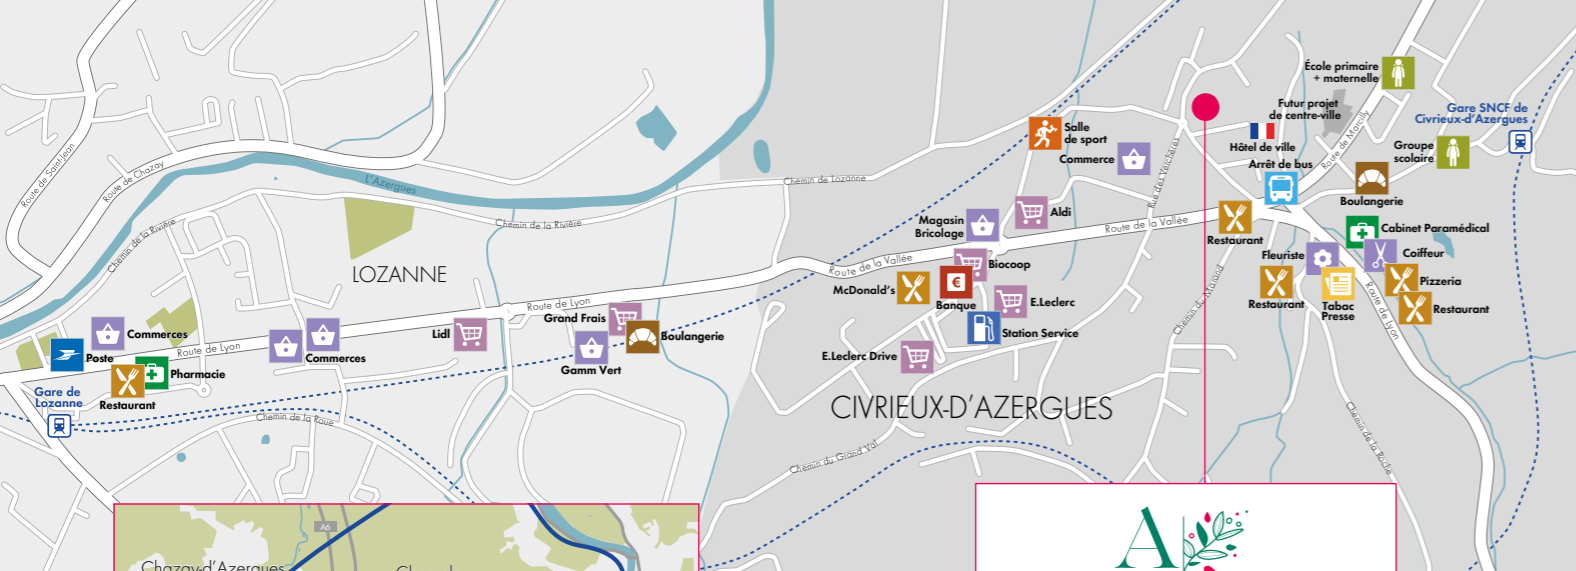 École primaire
+ maternelle
Futur projet
de centre-ville
Gare SNCF de
Civrieux-d'Azergues
Salle
de sport
Commerce
Hôtel de ville
Arrêt de bus
Groupe
scolaire
Route de Marcilly
Boulangerie
Route de Saint-Jean
Route de Chazay
L'Azergues
Chemin de Lozanne
Rue des Veichères
Chemin de la Rivière
Chemin de la Rivière
Magasin
Bricolage
Aldi
Route de la Vallée
Restaurant
Cabinet Paramédical
Fleuriste
Coiffeur
LOZANNE
Route de la Vallée
Biocoop
McDonald's
€
Banque
E.Leclerc
Chemin du Maland
Restaurant
Tabac
Presse
Pizzeria
Restaurant
Route de Lyon
Route de Lyon
Grand Frais
Commerces
Lidl
Boulangerie
Station Service
Poste
Route de Lyon
Commerces
E.Leclerc Drive
Pharmacie
Gamm Vert
Gare de
Lozanne
Restaurant
Chemin de la Roue
CIVRIEUX-D'AZERGUES
Chemin de la Roche
Chemin du Grand Val
A6
A
Chazay-d'Azergues